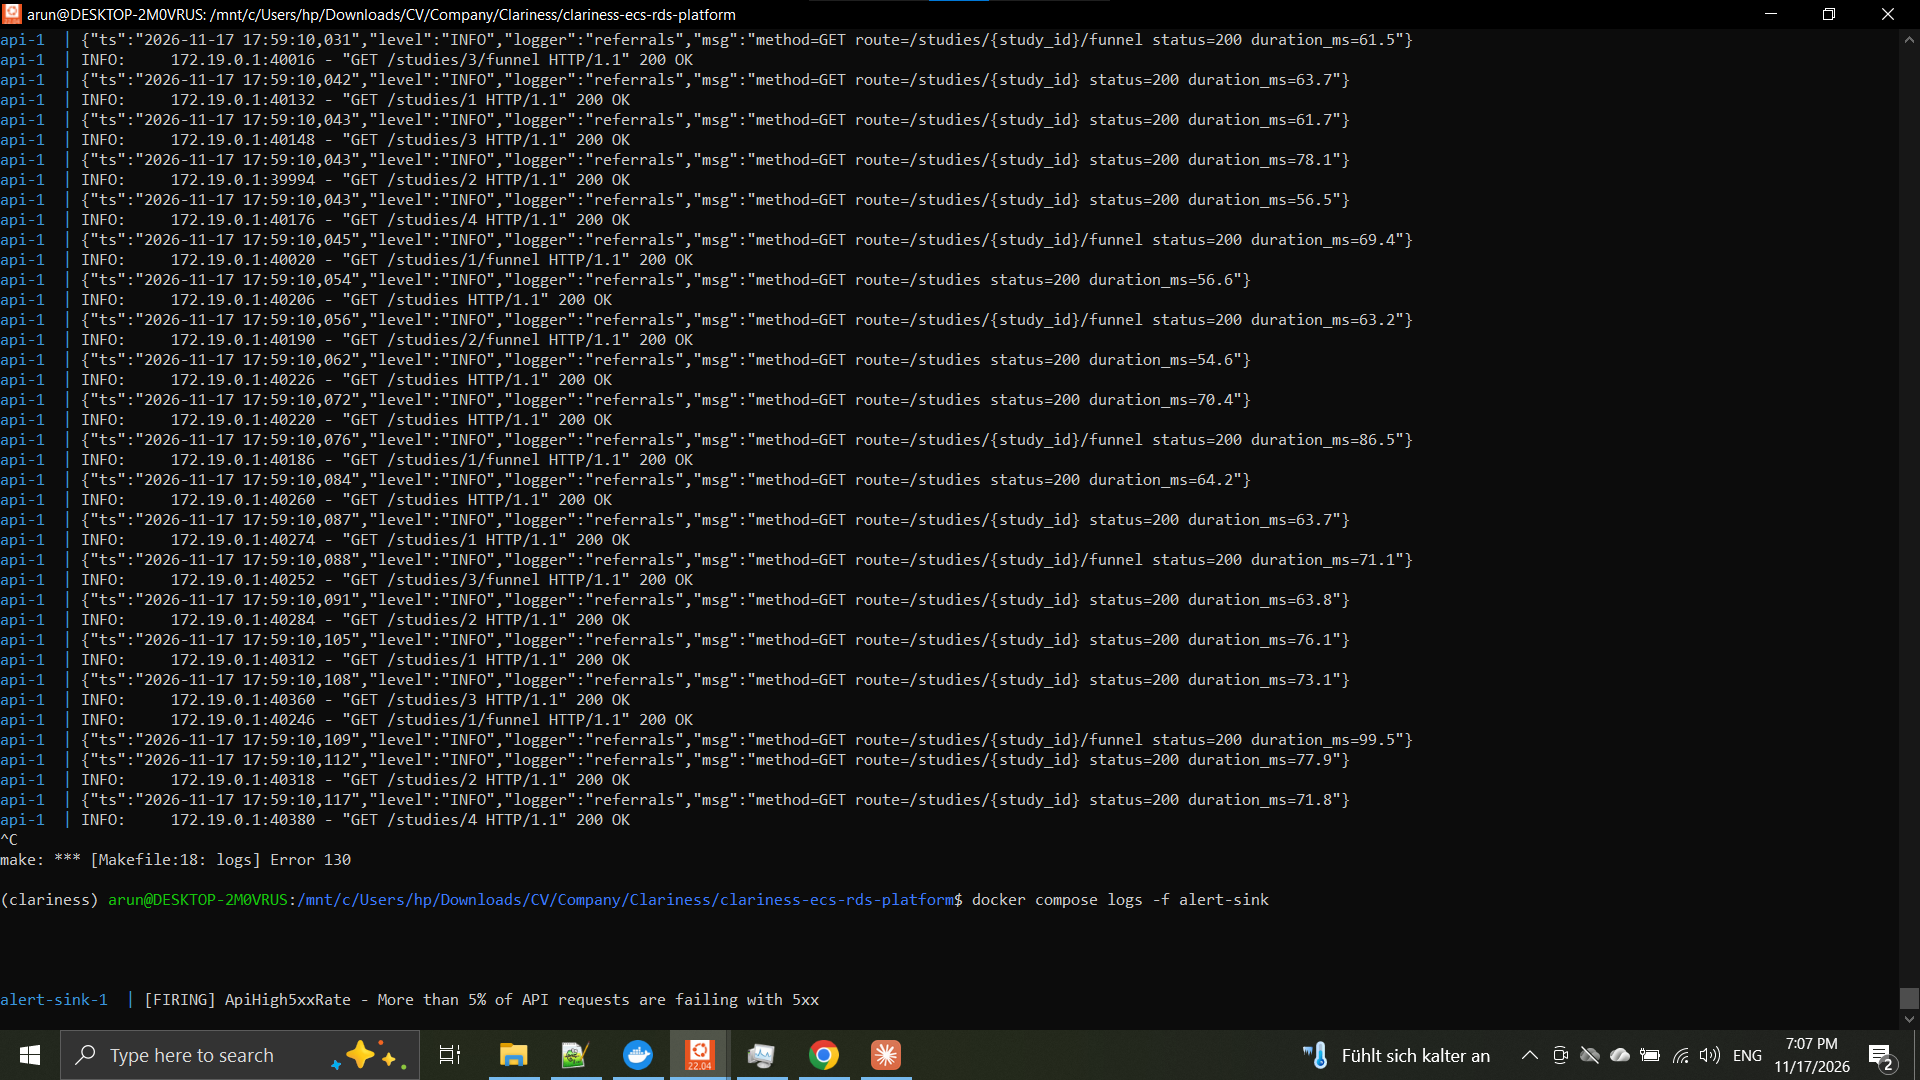 arun@DESKTOP-2M0VRUS: /mnt/c/Users/hp/Downloads/CV/Company/Clariness/clariness-ecs-rds-platform
api-1  | {"ts":"2026-11-17 17:59:10,031","level":"INFO","logger":"referrals","msg":"method=GET route=/studies/{study_id}/funnel status=200 duration_ms=61.5"}
api-1  | INFO:     172.19.0.1:40016 - "GET /studies/3/funnel HTTP/1.1" 200 OK
api-1  | {"ts":"2026-11-17 17:59:10,042","level":"INFO","logger":"referrals","msg":"method=GET route=/studies/{study_id} status=200 duration_ms=63.7"}
api-1  | INFO:     172.19.0.1:40132 - "GET /studies/1 HTTP/1.1" 200 OK
api-1  | {"ts":"2026-11-17 17:59:10,043","level":"INFO","logger":"referrals","msg":"method=GET route=/studies/{study_id} status=200 duration_ms=61.7"}
api-1  | INFO:     172.19.0.1:40148 - "GET /studies/3 HTTP/1.1" 200 OK
api-1  | {"ts":"2026-11-17 17:59:10,043","level":"INFO","logger":"referrals","msg":"method=GET route=/studies/{study_id} status=200 duration_ms=78.1"}
api-1  | INFO:     172.19.0.1:39994 - "GET /studies/2 HTTP/1.1" 200 OK
api-1  | {"ts":"2026-11-17 17:59:10,043","level":"INFO","logger":"referrals","msg":"method=GET route=/studies/{study_id} status=200 duration_ms=56.5"}
api-1  | INFO:     172.19.0.1:40176 - "GET /studies/4 HTTP/1.1" 200 OK
api-1  | {"ts":"2026-11-17 17:59:10,045","level":"INFO","logger":"referrals","msg":"method=GET route=/studies/{study_id}/funnel status=200 duration_ms=69.4"}
api-1  | INFO:     172.19.0.1:40020 - "GET /studies/1/funnel HTTP/1.1" 200 OK
api-1  | {"ts":"2026-11-17 17:59:10,054","level":"INFO","logger":"referrals","msg":"method=GET route=/studies status=200 duration_ms=56.6"}
api-1  | INFO:     172.19.0.1:40206 - "GET /studies HTTP/1.1" 200 OK
api-1  | {"ts":"2026-11-17 17:59:10,056","level":"INFO","logger":"referrals","msg":"method=GET route=/studies/{study_id}/funnel status=200 duration_ms=63.2"}
api-1  | INFO:     172.19.0.1:40190 - "GET /studies/2/funnel HTTP/1.1" 200 OK
api-1  | {"ts":"2026-11-17 17:59:10,062","level":"INFO","logger":"referrals","msg":"method=GET route=/studies status=200 duration_ms=54.6"}
api-1  | INFO:     172.19.0.1:40226 - "GET /studies HTTP/1.1" 200 OK
api-1  | {"ts":"2026-11-17 17:59:10,072","level":"INFO","logger":"referrals","msg":"method=GET route=/studies status=200 duration_ms=70.4"}
api-1  | INFO:     172.19.0.1:40220 - "GET /studies HTTP/1.1" 200 OK
api-1  | {"ts":"2026-11-17 17:59:10,076","level":"INFO","logger":"referrals","msg":"method=GET route=/studies/{study_id}/funnel status=200 duration_ms=86.5"}
api-1  | INFO:     172.19.0.1:40186 - "GET /studies/1/funnel HTTP/1.1" 200 OK
api-1  | {"ts":"2026-11-17 17:59:10,084","level":"INFO","logger":"referrals","msg":"method=GET route=/studies status=200 duration_ms=64.2"}
api-1  | INFO:     172.19.0.1:40260 - "GET /studies HTTP/1.1" 200 OK
api-1  | {"ts":"2026-11-17 17:59:10,087","level":"INFO","logger":"referrals","msg":"method=GET route=/studies/{study_id} status=200 duration_ms=63.7"}
api-1  | INFO:     172.19.0.1:40274 - "GET /studies/1 HTTP/1.1" 200 OK
api-1  | {"ts":"2026-11-17 17:59:10,088","level":"INFO","logger":"referrals","msg":"method=GET route=/studies/{study_id}/funnel status=200 duration_ms=71.1"}
api-1  | INFO:     172.19.0.1:40252 - "GET /studies/3/funnel HTTP/1.1" 200 OK
api-1  | {"ts":"2026-11-17 17:59:10,091","level":"INFO","logger":"referrals","msg":"method=GET route=/studies/{study_id} status=200 duration_ms=63.8"}
api-1  | INFO:     172.19.0.1:40284 - "GET /studies/2 HTTP/1.1" 200 OK
api-1  | {"ts":"2026-11-17 17:59:10,105","level":"INFO","logger":"referrals","msg":"method=GET route=/studies/{study_id} status=200 duration_ms=76.1"}
api-1  | INFO:     172.19.0.1:40312 - "GET /studies/1 HTTP/1.1" 200 OK
api-1  | {"ts":"2026-11-17 17:59:10,108","level":"INFO","logger":"referrals","msg":"method=GET route=/studies/{study_id} status=200 duration_ms=73.1"}
api-1  | INFO:     172.19.0.1:40360 - "GET /studies/3 HTTP/1.1" 200 OK
api-1  | INFO:     172.19.0.1:40246 - "GET /studies/1/funnel HTTP/1.1" 200 OK
api-1  | {"ts":"2026-11-17 17:59:10,109","level":"INFO","logger":"referrals","msg":"method=GET route=/studies/{study_id}/funnel status=200 duration_ms=99.5"}
api-1  | {"ts":"2026-11-17 17:59:10,112","level":"INFO","logger":"referrals","msg":"method=GET route=/studies/{study_id} status=200 duration_ms=77.9"}
api-1  | INFO:     172.19.0.1:40318 - "GET /studies/2 HTTP/1.1" 200 OK
api-1  | {"ts":"2026-11-17 17:59:10,117","level":"INFO","logger":"referrals","msg":"method=GET route=/studies/{study_id} status=200 duration_ms=71.8"}
api-1  | INFO:     172.19.0.1:40380 - "GET /studies/4 HTTP/1.1" 200 OK
^C
make: *** [Makefile:18: logs] Error 130
(clariness) arun@DESKTOP-2M0VRUS:/mnt/c/Users/hp/Downloads/CV/Company/Clariness/clariness-ecs-rds-platform$ docker compose logs -f alert-sink
alert-sink-1  | [FIRING] ApiHigh5xxRate - More than 5% of API requests are failing with 5xx
Type here to search
22.04
Fühlt sich kalter an
ENG
7:07 PM
11/17/2026
2